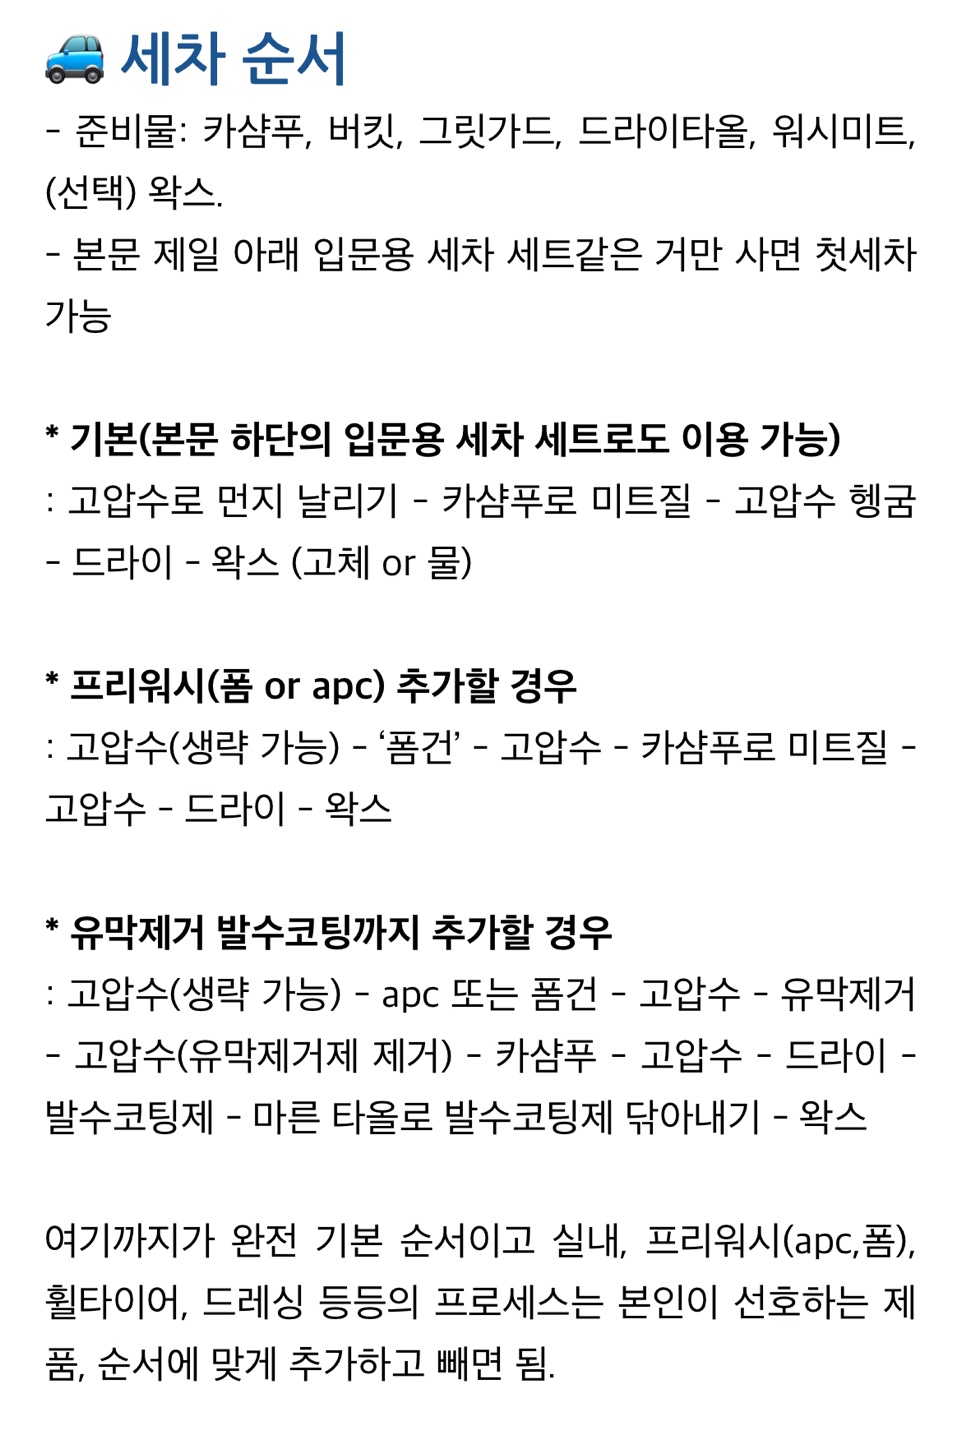 🚙 세차 순서
- 준비물: 카샴푸, 버킷, 그릿가드, 드라이타올, 워시미트,
(선택) 왁스.
- 본문 제일 아래 입문용 세차 세트같은 거만 사면 첫세차
가능
* 기본(본문 하단의 입문용 세차 세트로도 이용 가능)
: 고압수로 먼지 날리기 - 카샴푸로 미트질 - 고압수 헹굼
- 드라이 - 왁스 (고체 or 물)
* 프리워시(폼 or apc) 추가할 경우
: 고압수(생략 가능) - ‘폼건’ - 고압수 - 카샴푸로 미트질 -
고압수 - 드라이 - 왁스
* 유막제거 발수코팅까지 추가할 경우
: 고압수(생략 가능) - apc 또는 폼건 - 고압수 - 유막제거
- 고압수(유막제거제 제거) - 카샴푸 - 고압수 - 드라이 -
발수코팅제 - 마른 타올로 발수코팅제 닦아내기 - 왁스
여기까지가 완전 기본 순서이고 실내, 프리워시(apc,폼),
휠타이어, 드레싱 등등의 프로세스는 본인이 선호하는 제
품, 순서에 맞게 추가하고 빼면 됨.